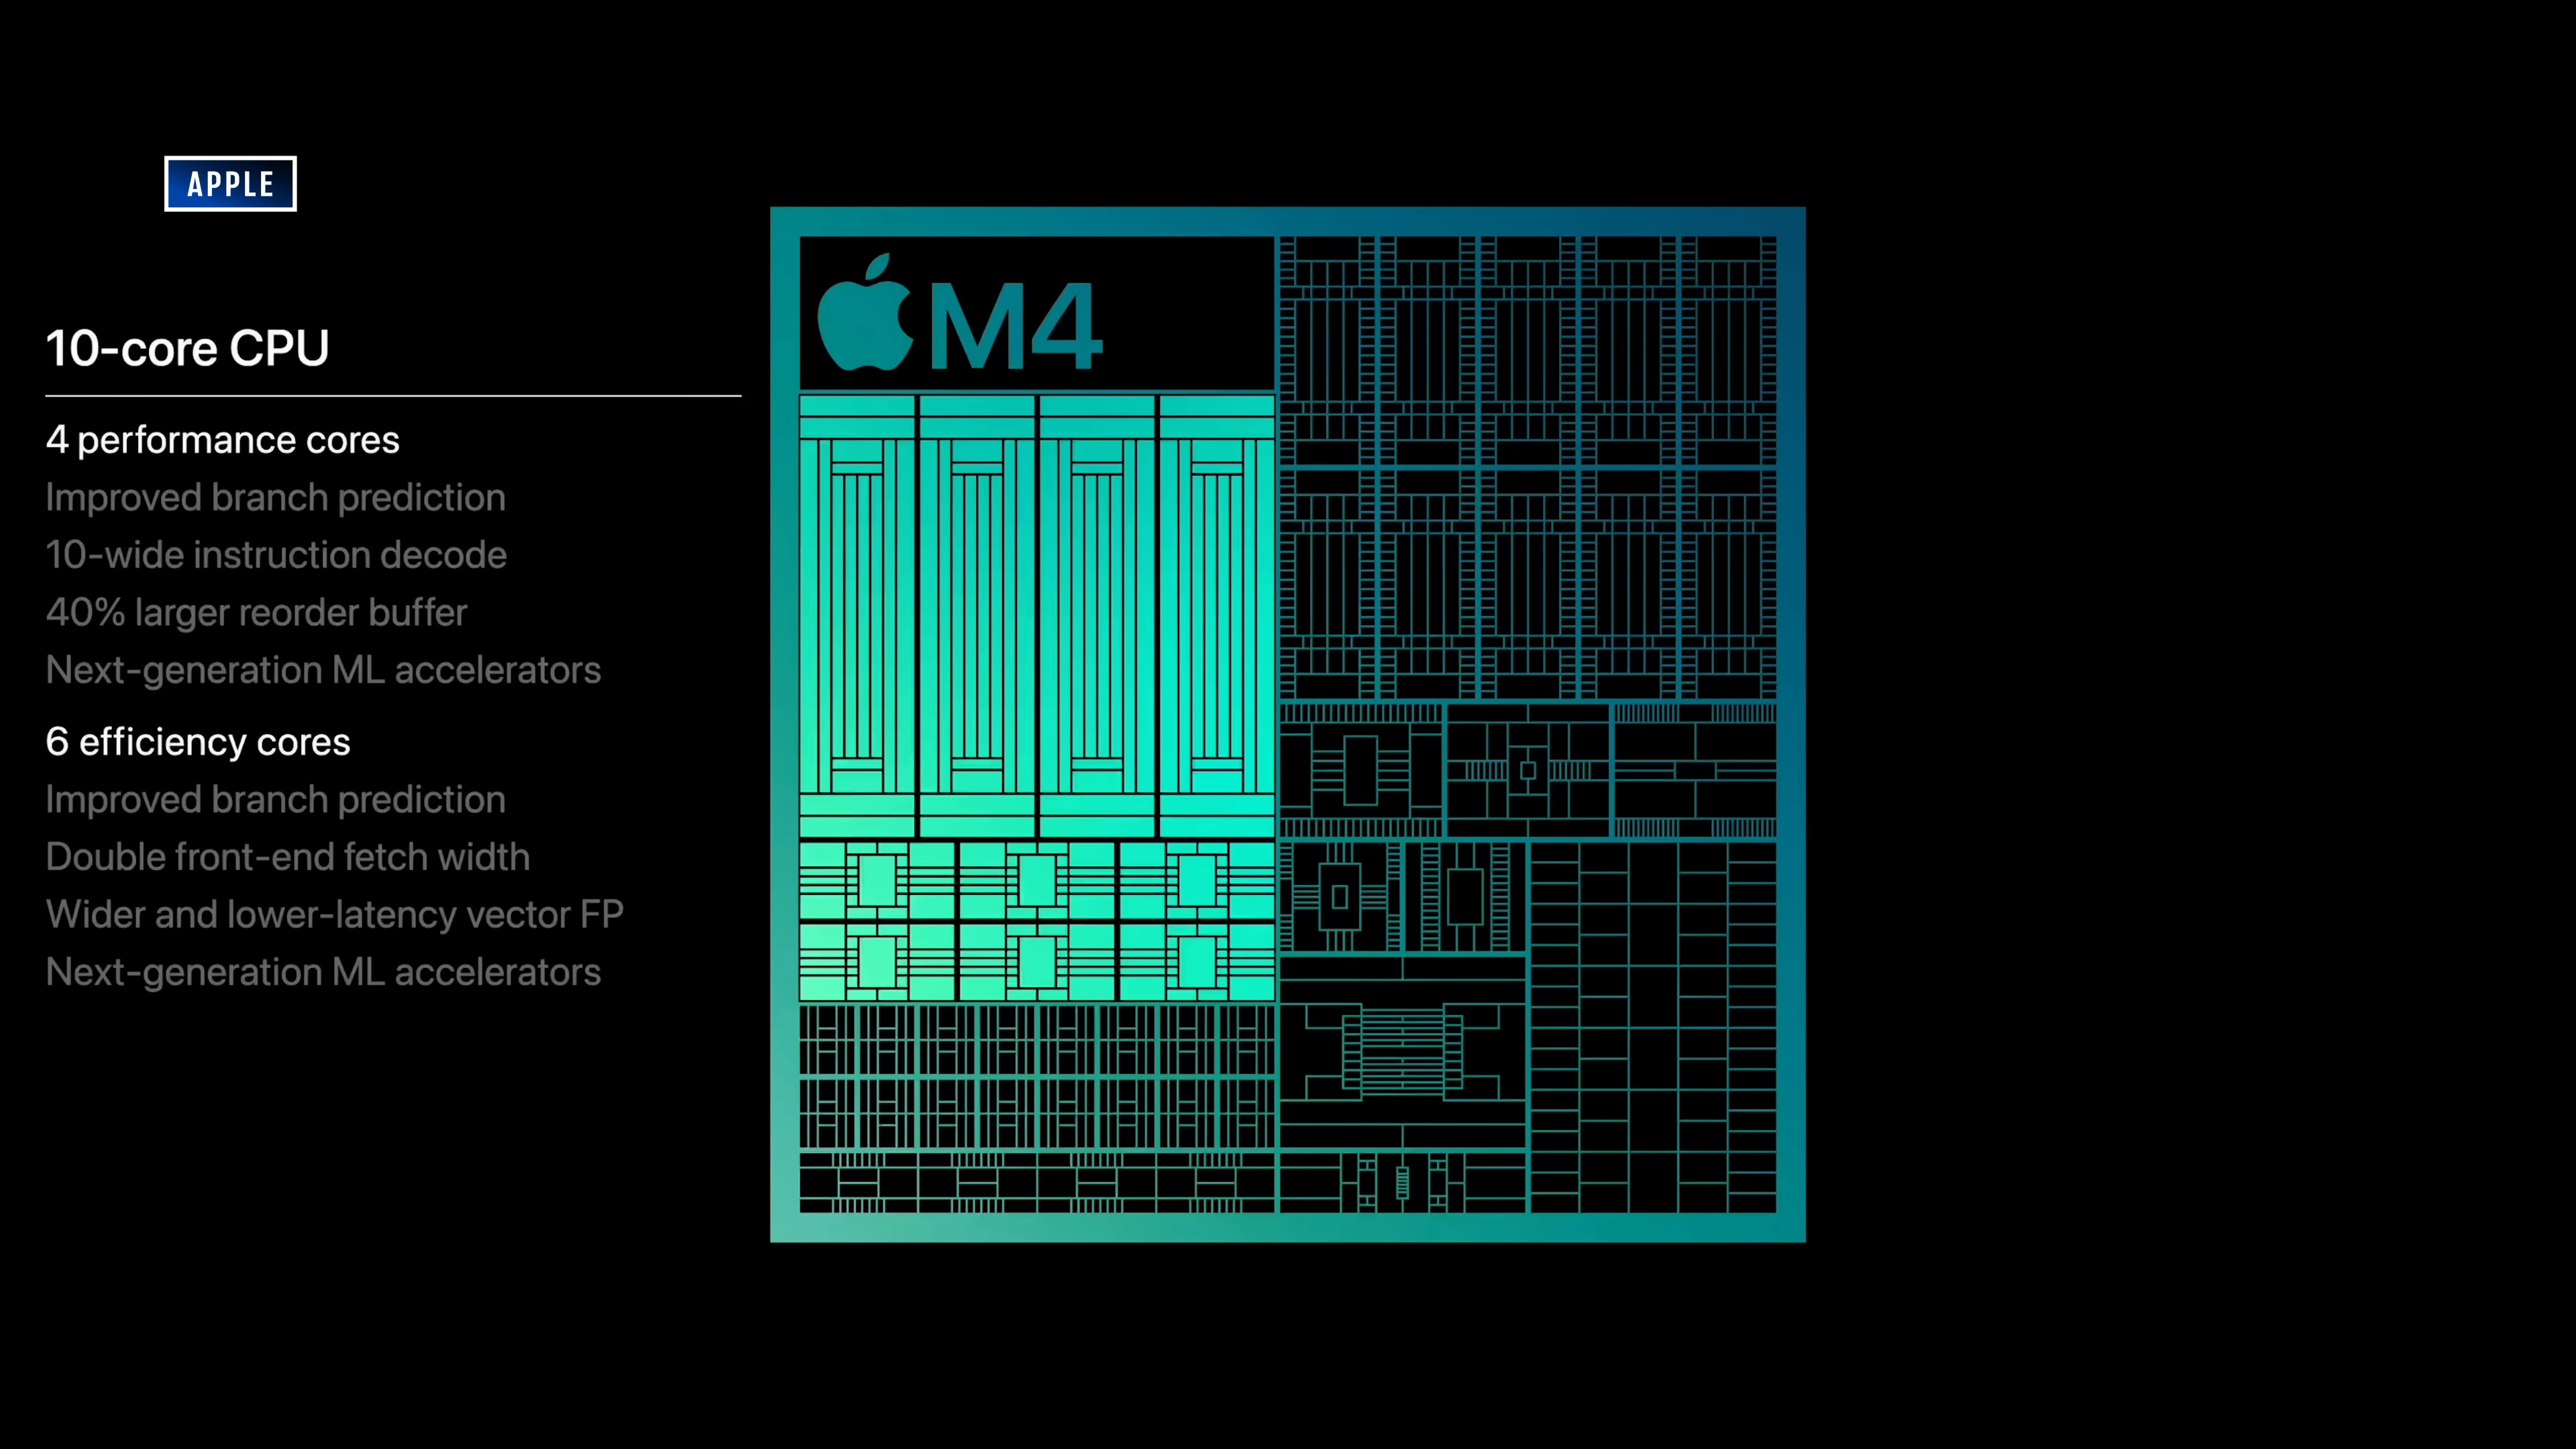 APPLE
10-core CPU
4 performance cores
Improved branch prediction
10-wide instruction decode
40% larger reorder buffer
Next-generation ML accelerators
6 efficiency cores
Improved branch prediction
Double front-end fetch width
Wider and lower-latency vector FP
Next-generation ML accelerators
M4